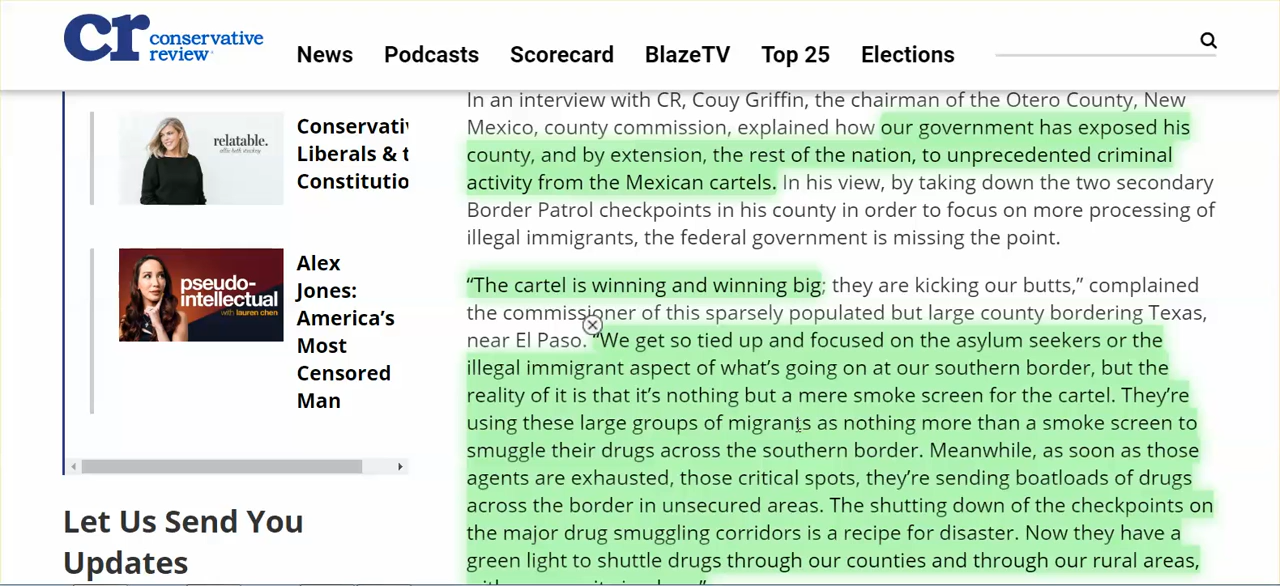 cr conservative review
News Podcasts Scorecard BlazeTV Top 25 Elections
Conservativ
Liberals & t
Constitutio
relatable.
allie beth stuckey
pseudo-
intellectual
with lauren chen
Alex
Jones:
America's
Most
Censored
Man
Let Us Send You
Updates
In an interview with CR, Couy Griffin, the chairman of the Otero County, New
Mexico, county commission, explained how our government has exposed his
county, and by extension, the rest of the nation, to unprecedented criminal
activity from the Mexican cartels. In his view, by taking down the two secondary
Border Patrol checkpoints in his county in order to focus on more processing of
illegal immigrants, the federal government is missing the point.
“The cartel is winning and winning big; they are kicking our butts,” complained
the commissioner of this sparsely populated but large county bordering Texas,
near El Paso. “We get so tied up and focused on the asylum seekers or the
illegal immigrant aspect of what’s going on at our southern border, but the
reality of it is that it’s nothing but a mere smoke screen for the cartel. They’re
using these large groups of migrants as nothing more than a smoke screen to
smuggle their drugs across the southern border. Meanwhile, as soon as those
agents are exhausted, those critical spots, they’re sending boatloads of drugs
across the border in unsecured areas. The shutting down of the checkpoints on
the major drug smuggling corridors is a recipe for disaster. Now they have a
green light to shuttle drugs through our counties and through our rural areas,